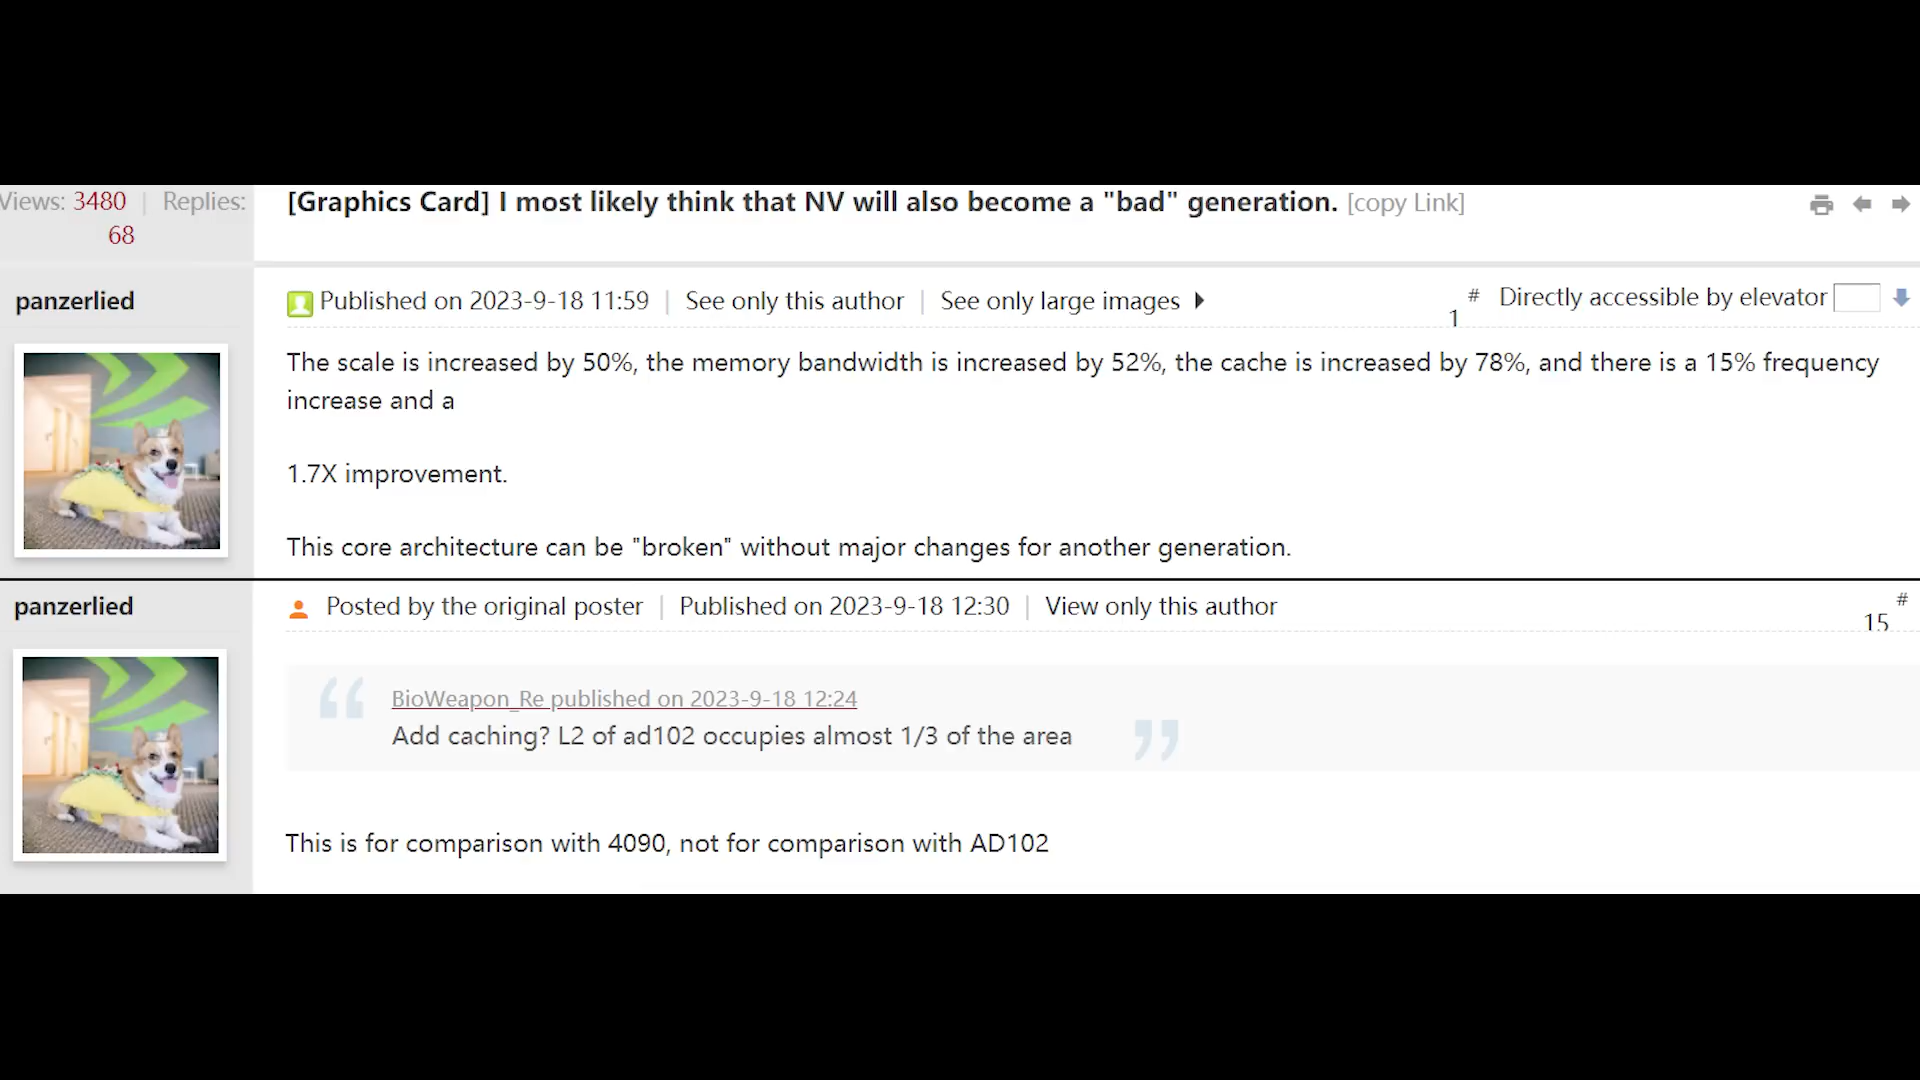 Views: 3480 | Replies:
68
[Graphics Card] I most likely think that NV will also become a "bad" generation. [copy Link]
panzerlied
Published on 2023-9-18 11:59 | See only this author | See only large images
1 #
Directly accessible by elevator
The scale is increased by 50%, the memory bandwidth is increased by 52%, the cache is increased by 78%, and there is a 15% frequency
increase and a
1.7X improvement.
This core architecture can be "broken" without major changes for another generation.
panzerlied
Posted by the original poster | Published on 2023-9-18 12:30 | View only this author
15 #
BioWeapon_Re published on 2023-9-18 12:24
Add caching? L2 of ad102 occupies almost 1/3 of the area
This is for comparison with 4090, not for comparison with AD102